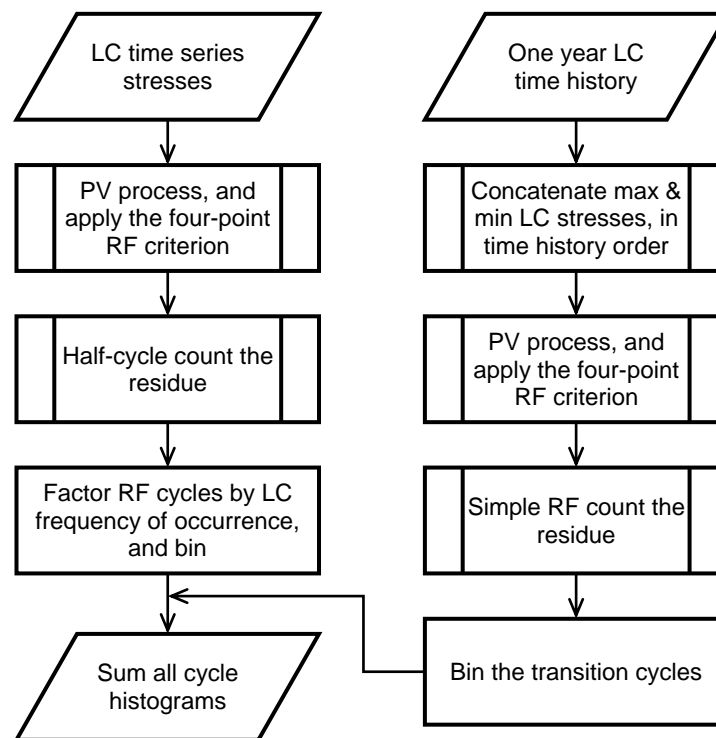 LC time series
stresses
PV process, and
apply the four-point
RF criterion
Half-cycle count the
residue
Factor RF cycles by LC
frequency of occurrence,
and bin
Sum all cycle
histograms
One year LC
time history
Concatenate max &
min LC stresses, in
time history order
PV process, and
apply the four-point
RF criterion
Simple RF count the
residue
Bin the transition cycles